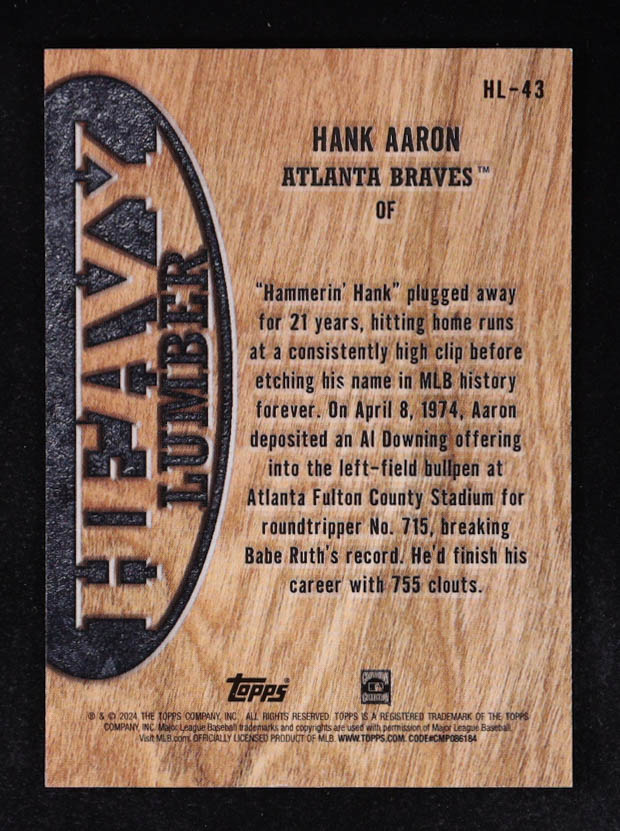 HL-43
HANK AARON
ATLANTA BRAVES™
OF
HEAVY
LUMBER
"Hammerin' Hank" plugged away
for 21 years, hitting home runs
at a consistently high clip before
etching his name in MLB history
forever. On April 8, 1974, Aaron
deposited an Al Downing offering
into the left-field bullpen at
Atlanta Fulton County Stadium for
roundtripper No. 715, breaking
Babe Ruth's record. He'd finish his
career with 755 clouts.
Topps
COOPERSTOWN
COLLECTION
® & © 2024 THE TOPPS COMPANY, INC. ALL RIGHTS RESERVED. TOPPS IS A REGISTERED TRADEMARK OF THE TOPPS
COMPANY, INC. Major League Baseball trademarks and copyrights are used with permission of Major League Baseball.
Visit MLB.com. OFFICIALLY LICENSED PRODUCT OF MLB. WWW.TOPPS.COM. CODE#CMP086184